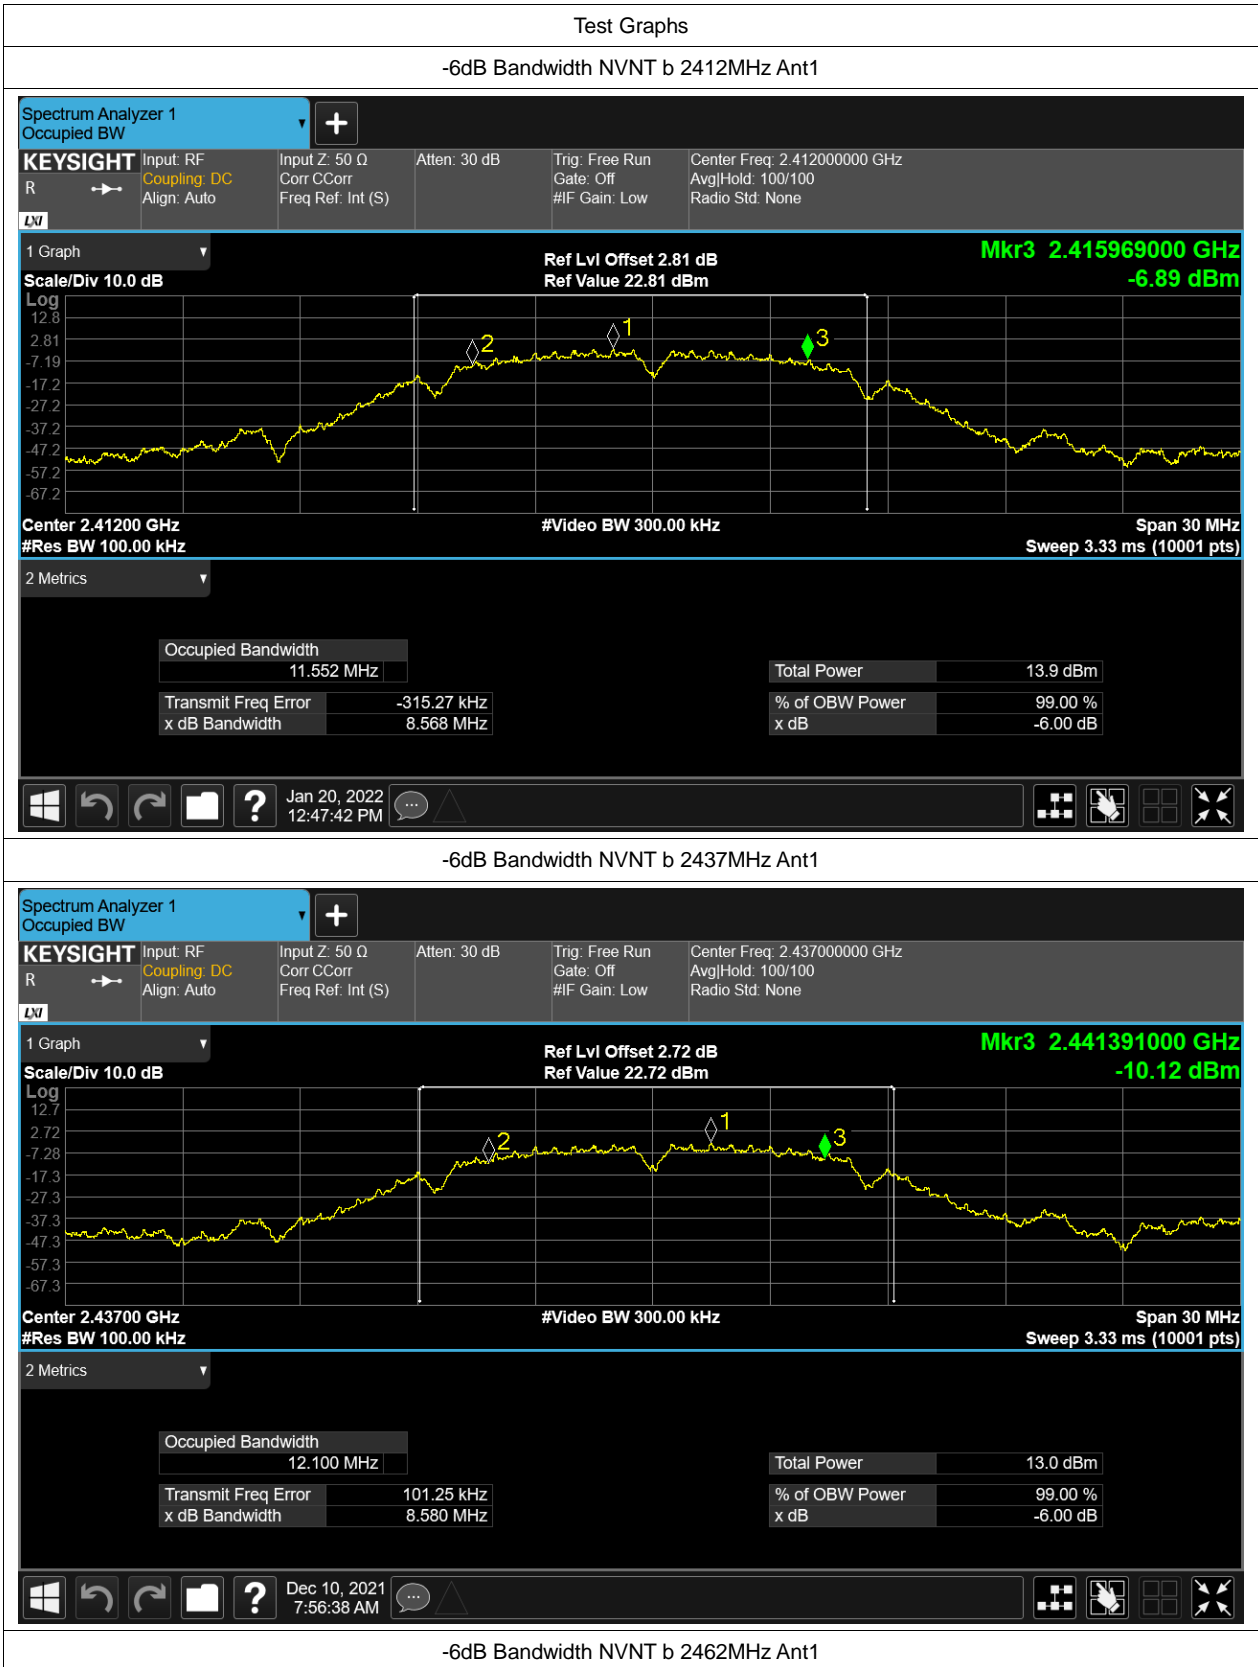 Test Graphs
-6dB Bandwidth NVNT b 2412MHz Ant1
Spectrum Analyzer 1
Occupied BW
KEYSIGHT Input: RF Input Z: 50 Ω Atten: 30 dB Trig: Free Run Center Freq: 2.412000000 GHz
R Coupling: DC Corr CCorr Gate: Off Avg|Hold: 100/100
Align: Auto Freq Ref: Int (S) #IF Gain: Low Radio Std: None
LXI
1 Graph Ref Lvl Offset 2.81 dB Mkr3 2.415969000 GHz
Scale/Div 10.0 dB Ref Value 22.81 dBm -6.89 dBm
Log
12.8
2.81
-7.19
-17.2
-27.2
-37.2
-47.2
-57.2
-67.2
2 1 3
Center 2.41200 GHz #Video BW 300.00 kHz Span 30 MHz
#Res BW 100.00 kHz Sweep 3.33 ms (10001 pts)
2 Metrics
Occupied Bandwidth
11.552 MHz Total Power 13.9 dBm
Transmit Freq Error -315.27 kHz % of OBW Power 99.00 %
x dB Bandwidth 8.568 MHz x dB -6.00 dB
Jan 20, 2022
12:47:42 PM
-6dB Bandwidth NVNT b 2437MHz Ant1
Spectrum Analyzer 1
Occupied BW
KEYSIGHT Input: RF Input Z: 50 Ω Atten: 30 dB Trig: Free Run Center Freq: 2.437000000 GHz
R Coupling: DC Corr CCorr Gate: Off Avg|Hold: 100/100
Align: Auto Freq Ref: Int (S) #IF Gain: Low Radio Std: None
LXI
1 Graph Ref Lvl Offset 2.72 dB Mkr3 2.441391000 GHz
Scale/Div 10.0 dB Ref Value 22.72 dBm -10.12 dBm
Log
12.7
2.72
-7.28
-17.3
-27.3
-37.3
-47.3
-57.3
-67.3
2 1 3
Center 2.43700 GHz #Video BW 300.00 kHz Span 30 MHz
#Res BW 100.00 kHz Sweep 3.33 ms (10001 pts)
2 Metrics
Occupied Bandwidth
12.100 MHz Total Power 13.0 dBm
Transmit Freq Error 101.25 kHz % of OBW Power 99.00 %
x dB Bandwidth 8.580 MHz x dB -6.00 dB
Dec 10, 2021
7:56:38 AM
-6dB Bandwidth NVNT b 2462MHz Ant1